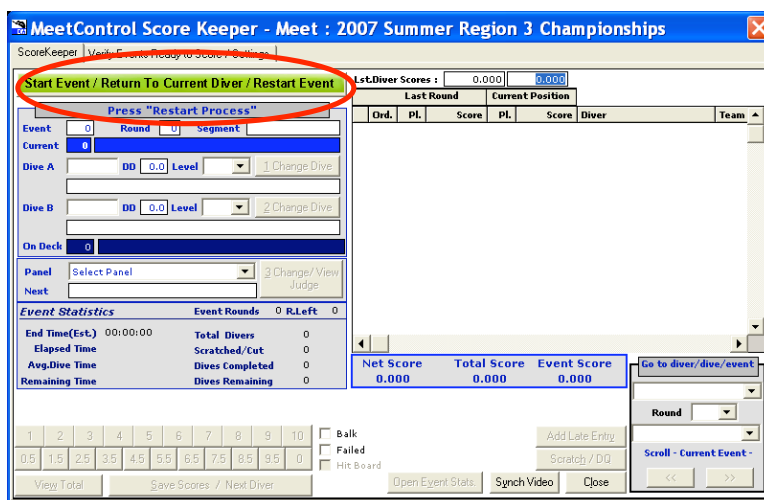 MeetControl Score Keeper - Meet : 2007 Summer Region 3 Championships
ScoreKeeper Verify Events Ready to Score / Settings
Start Event / Return To Current Diver / Restart Event
Lst.Diver Scores : 0.000 0.000
Last Round Current Position
Ord. Pl. Score Pl. Score Diver Team
Press "Restart Process"
Event 0 Round 0 Segment
Current 0
Dive A DD 0.0 Level 1 Change Dive
Dive B DD 0.0 Level 2 Change Dive
On Deck 0
Panel Select Panel 3 Change/View Judge
Next
Event Statistics Event Rounds 0 R.Left 0
End Time(Est.) 00:00:00 Total Divers 0
Elapsed Time Scratched/Cut 0
Avg.Dive Time Dives Completed 0
Remaining Time Dives Remaining 0
Net Score Total Score Event Score
0.000 0.000 0.000
Go to diver/dive/event
Round
Scroll - Current Event -
<< >>
1 2 3 4 5 6 7 8 9 10
0.5 1.5 2.5 3.5 4.5 5.5 6.5 7.5 8.5 9.5 0
Balk
Failed
Hit Board
Add Late Entry
Scratch / DQ
View Total Save Scores / Next Diver Open Event Stats. Synch Video Close